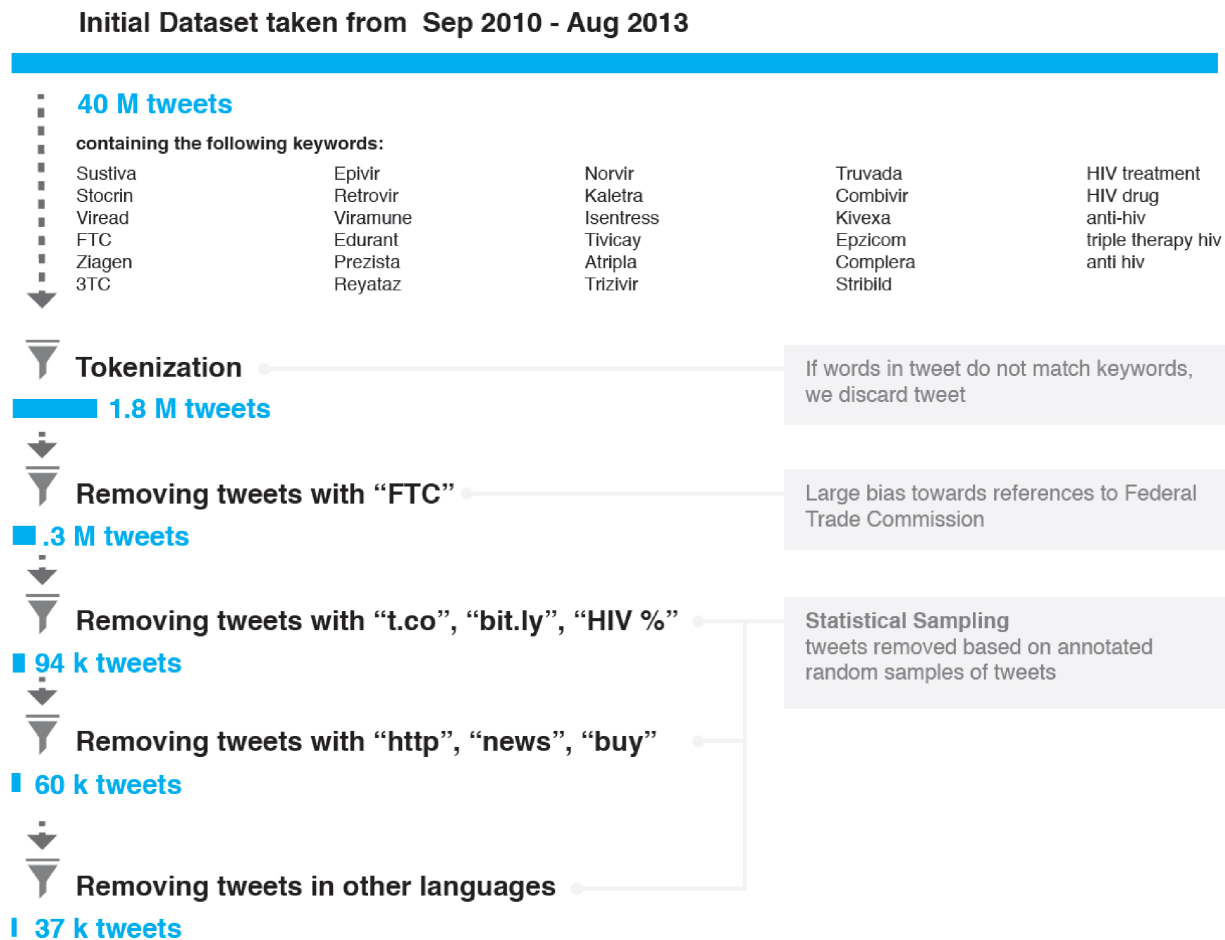 Initial Dataset taken from Sep 2010 - Aug 2013
40 M tweets
containing the following keywords:
Sustiva Epivir Norvir Truvada HIV treatment
Stocrin Retrovir Kaletra Combivir HIV drug
Viread Viramune Isentress Kivexa anti-hiv
FTC Edurant Tivicay Epzicom triple therapy hiv
Ziagen Prezista Atripla Complera anti hiv
3TC Reyataz Trizivir Stribild
Tokenization
If words in tweet do not match keywords,
we discard tweet
1.8 M tweets
Removing tweets with “FTC”
Large bias towards references to Federal
Trade Commission
.3 M tweets
Removing tweets with “t.co”, “bit.ly”, “HIV %”
Statistical Sampling
tweets removed based on annotated
random samples of tweets
94 k tweets
Removing tweets with “http”, “news”, “buy”
60 k tweets
Removing tweets in other languages
37 k tweets